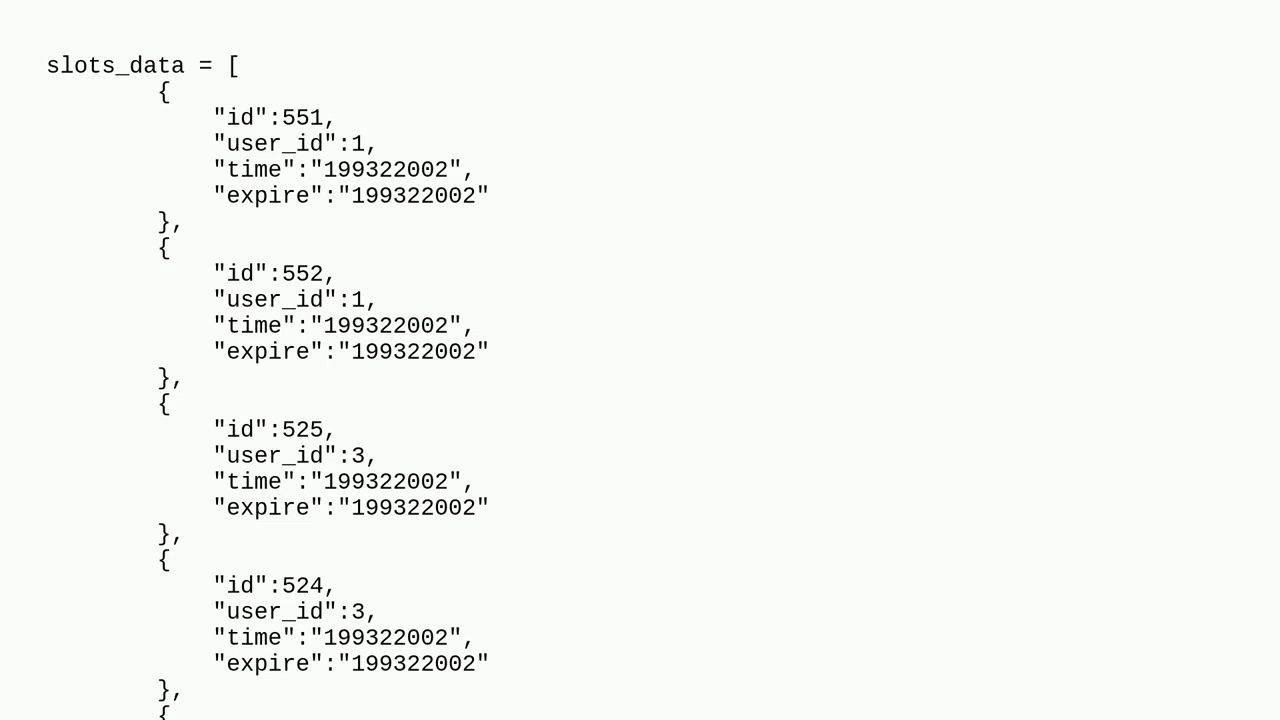 slots_data = [
        {
            "id":551,
            "user_id":1,
            "time":"199322002",
            "expire":"199322002"
        },
        {
            "id":552,
            "user_id":1,
            "time":"199322002",
            "expire":"199322002"
        },
        {
            "id":525,
            "user_id":3,
            "time":"199322002",
            "expire":"199322002"
        },
        {
            "id":524,
            "user_id":3,
            "time":"199322002",
            "expire":"199322002"
        },
        {